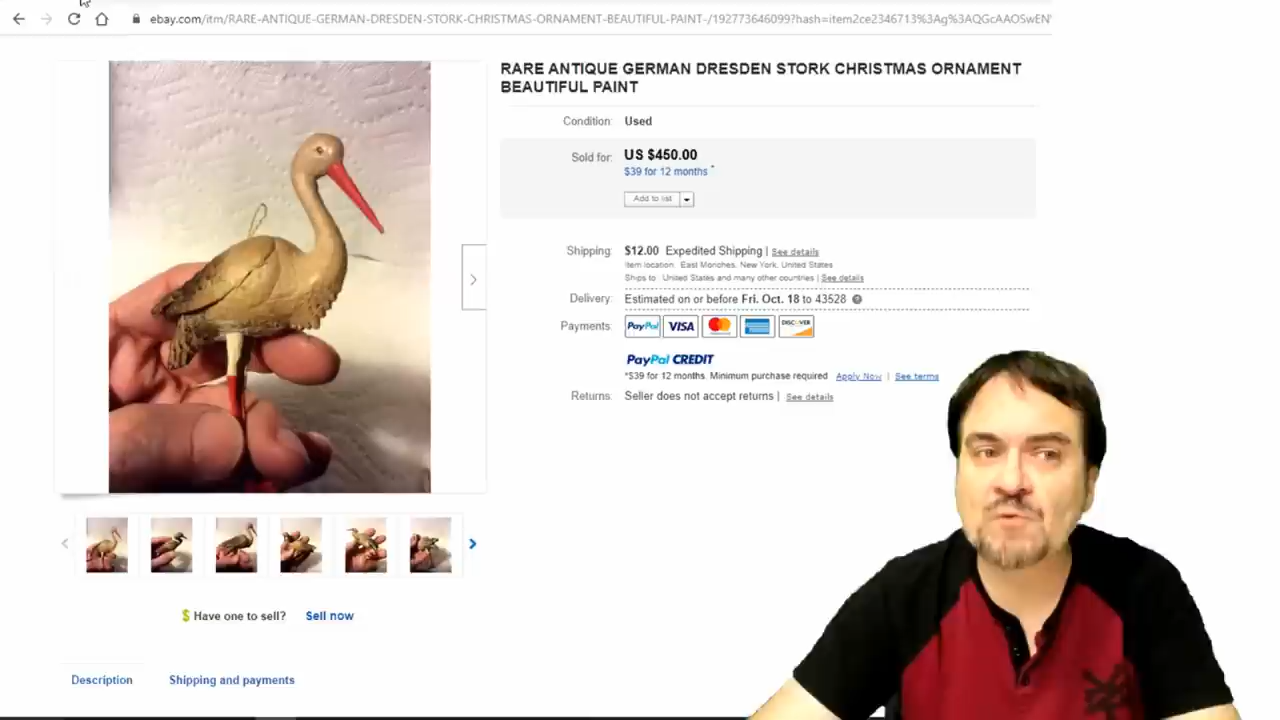 ebay.com/itm/RARE-ANTIQUE-GERMAN-DRESDEN-STORK-CHRISTMAS-ORNAMENT-BEAUTIFUL-PAINT-/192773646099?hash=item2ce2346713%3Ag%3AQGcAAOSwEN
RARE ANTIQUE GERMAN DRESDEN STORK CHRISTMAS ORNAMENT
BEAUTIFUL PAINT
Condition: Used
Sold for: US $450.00
$39 for 12 months *
Add to list
Shipping: $12.00 Expedited Shipping | See details
Item location: East Moriches, New York, United States
Ships to: United States and many other countries | See details
Delivery: Estimated on or before Fri. Oct. 18 to 43528
Payments: PayPal VISA MasterCard AMERICAN EXPRESS DISCOVER
PayPal CREDIT
*$39 for 12 months. Minimum purchase required Apply Now | See terms
Returns: Seller does not accept returns | See details
$ Have one to sell? Sell now
Description Shipping and payments